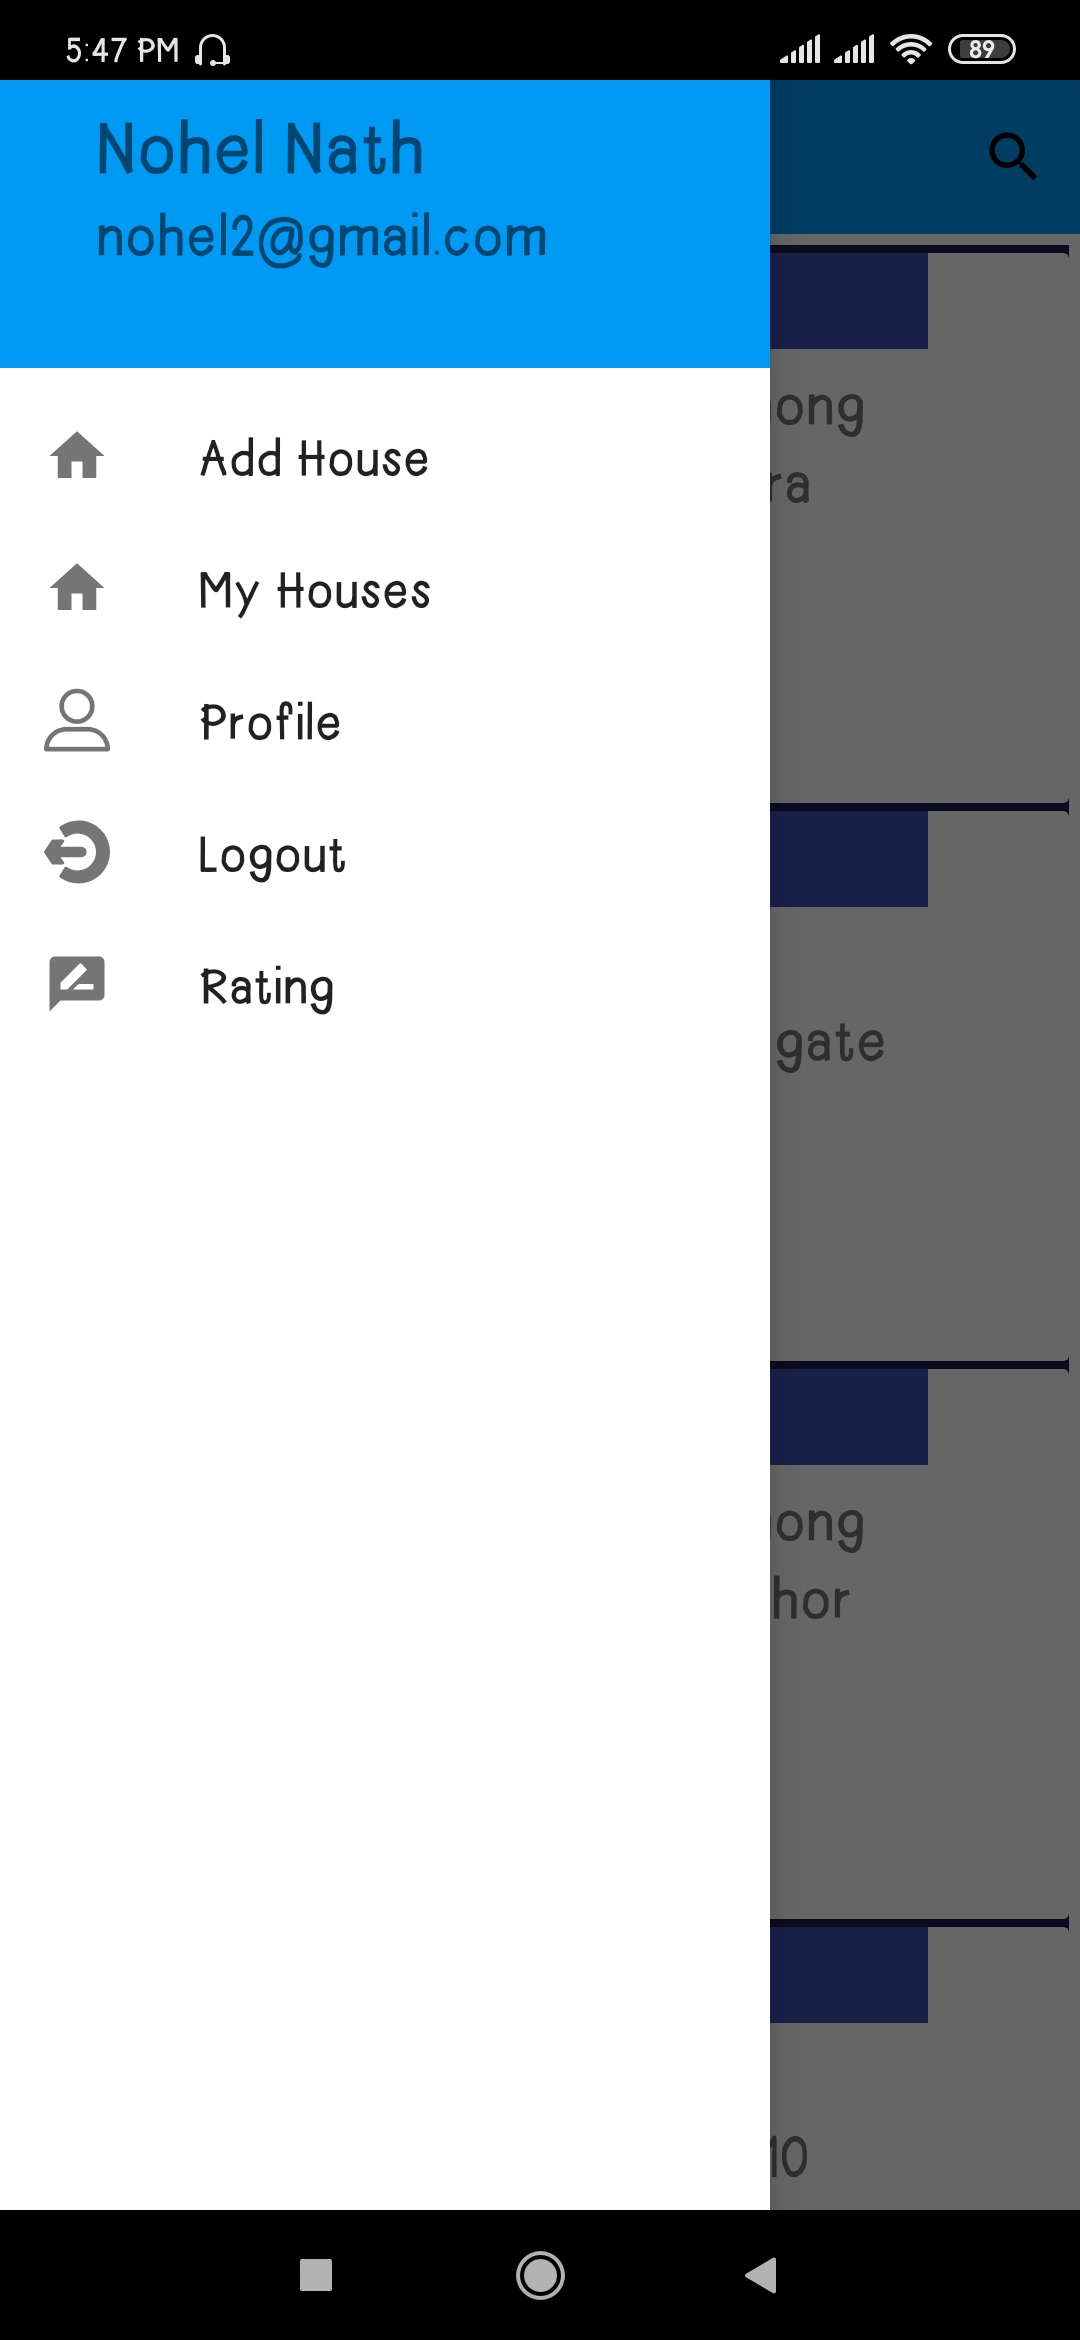 5:47 PM
89
Nohel Nath
nohel2@gmail.com
Add House
My Houses
Profile
Logout
Rating
ong
ra
gate
ong
hor
10